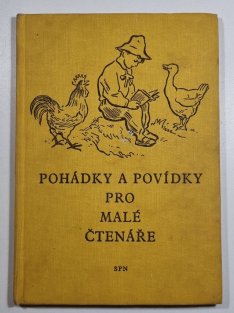 POHÁDKY A POVÍDKY
PRO
MALÉ
ČTENÁŘE
SPN